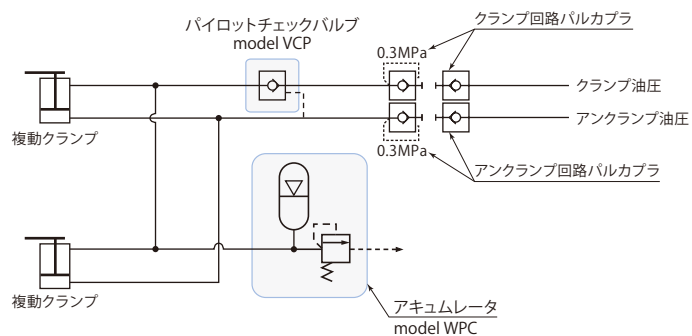 パイロットチェックバルブ
model VCP
クランプ回路パルカプラ
0.3MPa
クランプ油圧
アンクランプ油圧
複動クランプ
0.3MPa
アンクランプ回路パルカプラ
複動クランプ
アキュムレータ
model WPC